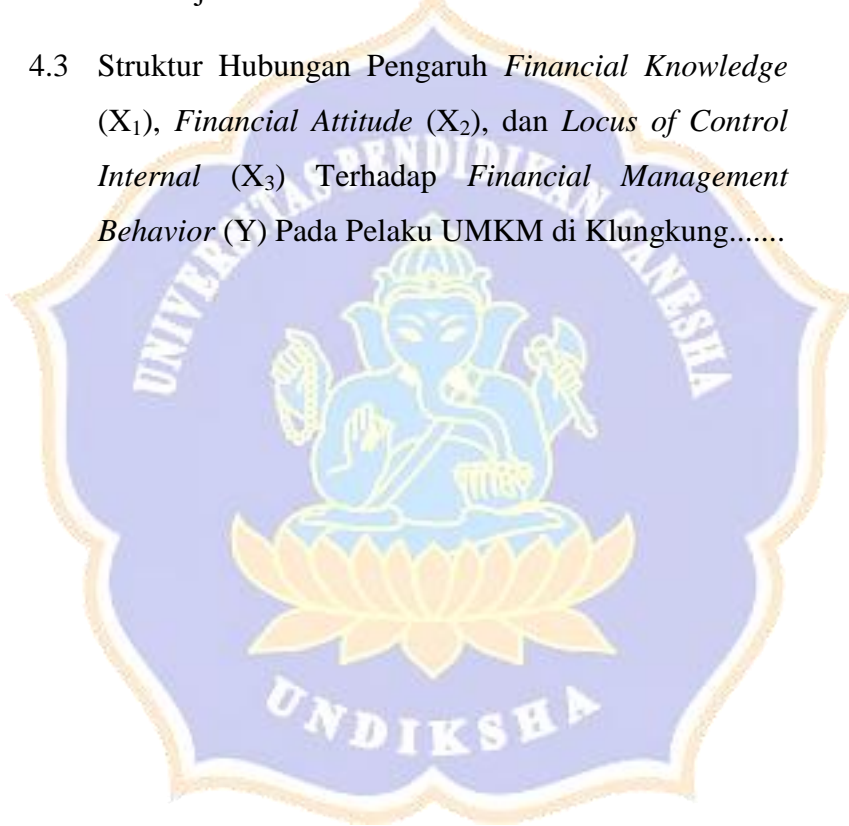 4.3 Struktur Hubungan Pengaruh Financial Knowledge
(X₁), Financial Attitude (X₂), dan Locus of Control
Internal (X₃) Terhadap Financial Management
Behavior (Y) Pada Pelaku UMKM di Klungkung.......
UNIVERSITAS PENDIDIKAN GANESHA
UNDIKSHA